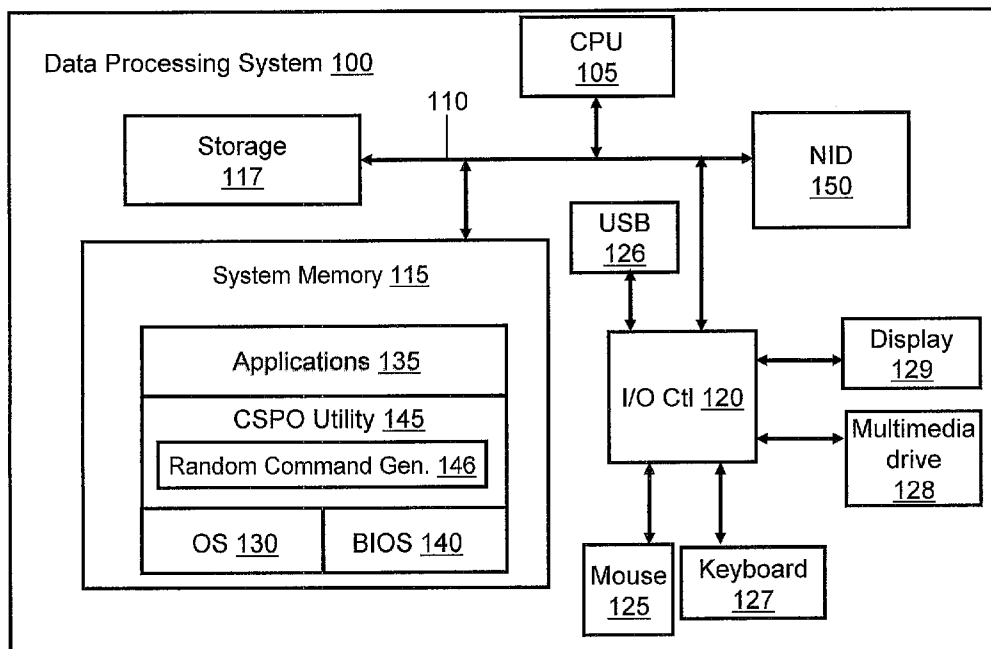 Data Processing System 100
CPU
105
110
Storage
117
NID
150
USB
126
System Memory 115
Applications 135
CSPO Utility 145
Random Command Gen. 146
OS 130
BIOS 140
I/O Ctl 120
Display
129
Multimedia
drive
128
Mouse
125
Keyboard
127